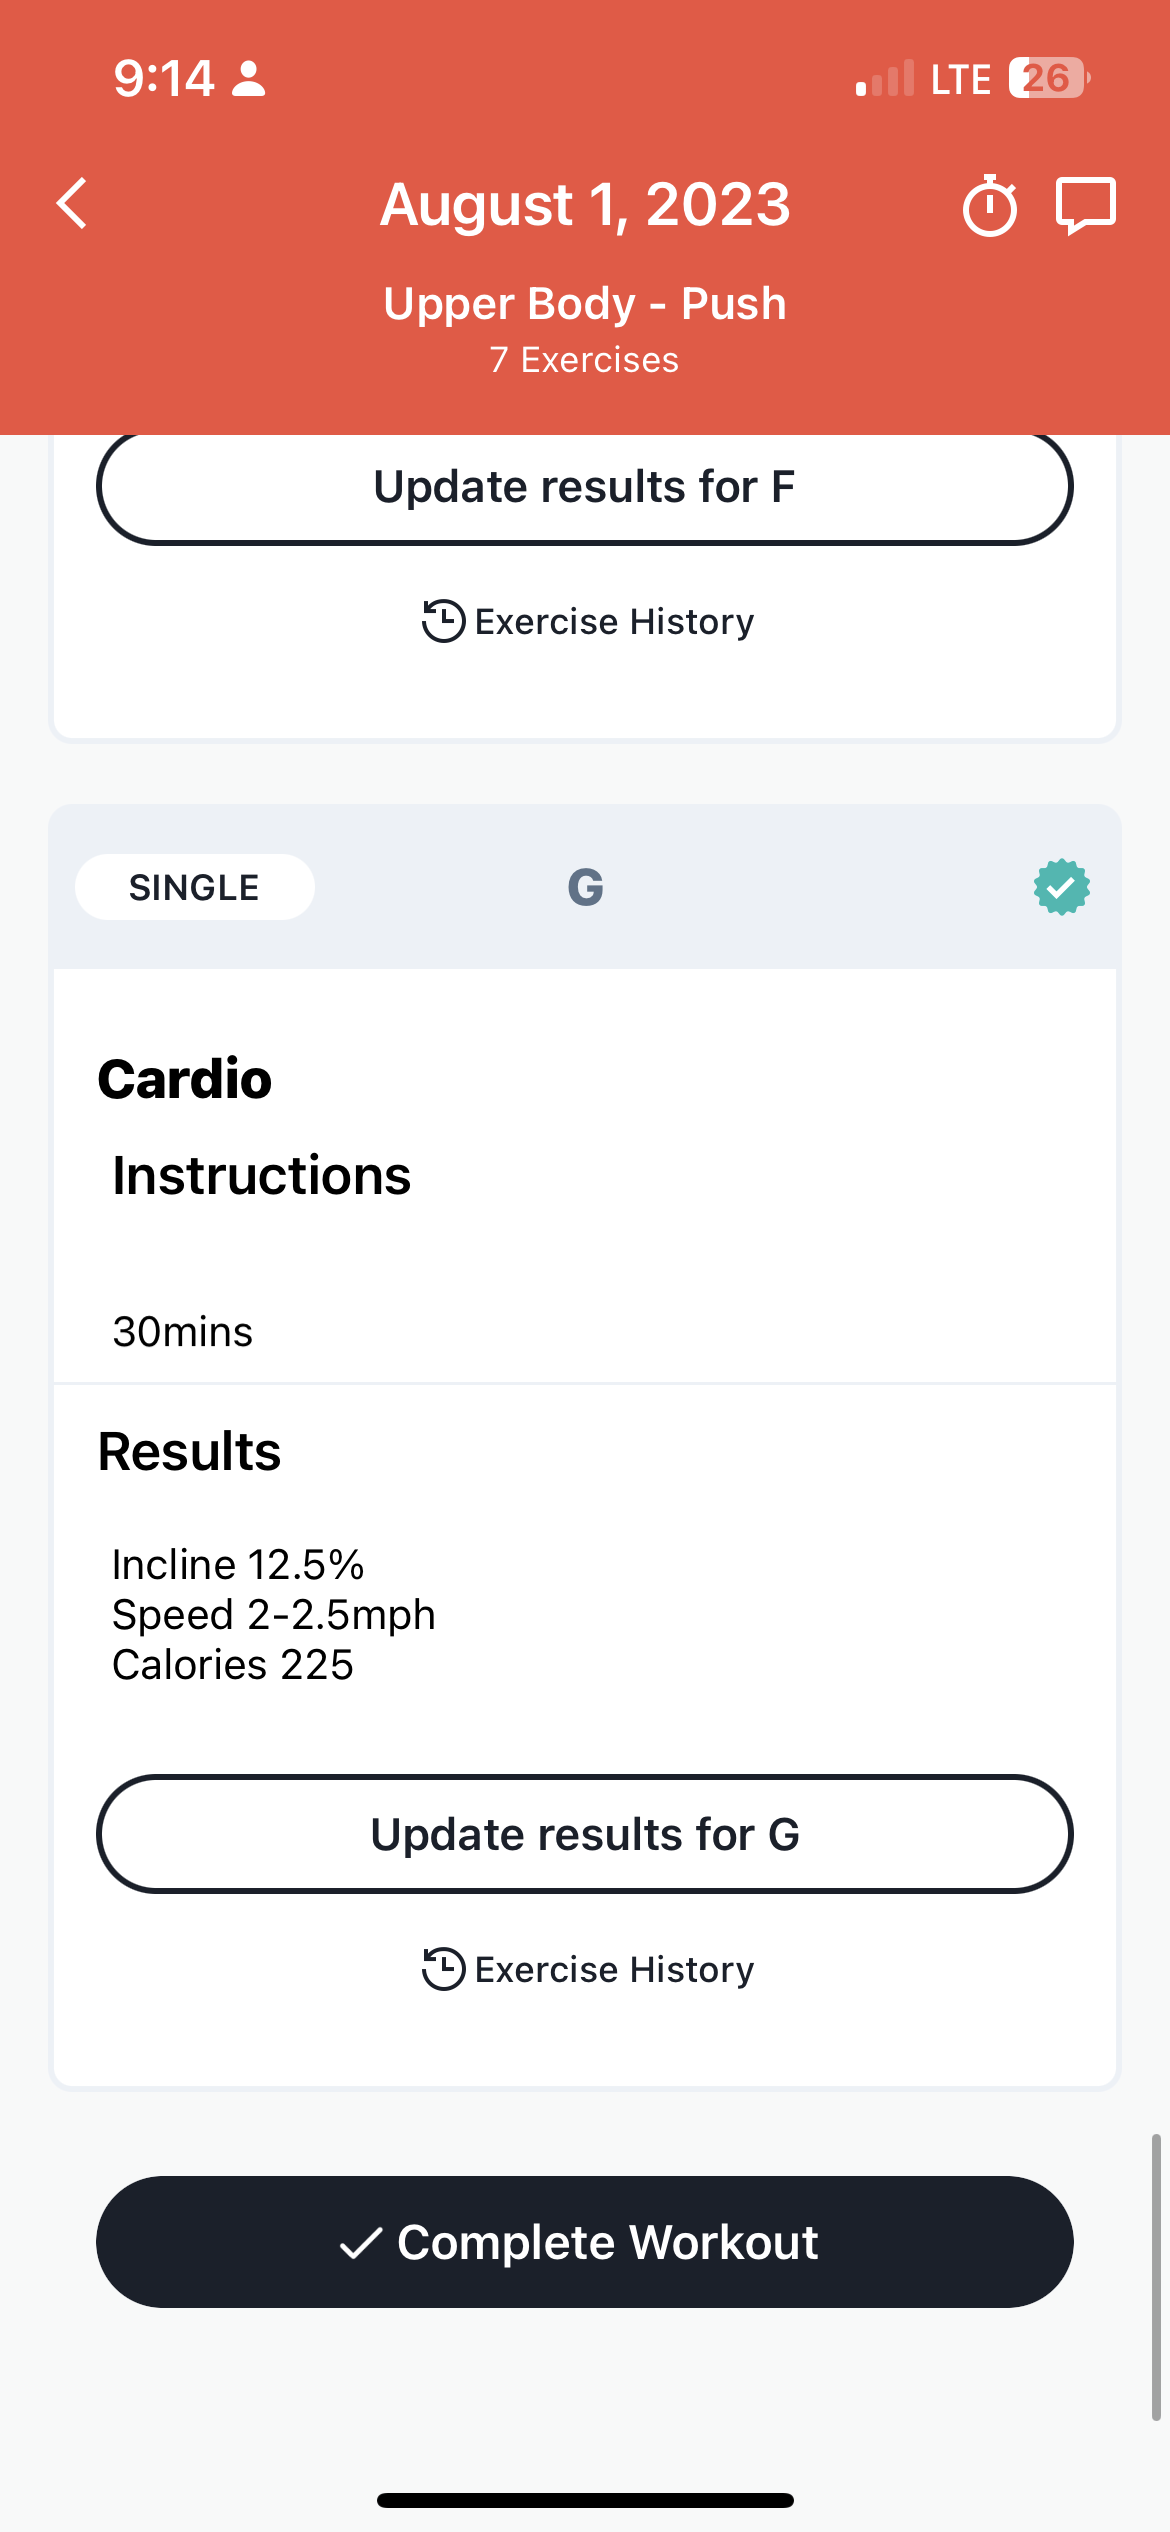 9:14
LTE 26
August 1, 2023
Upper Body - Push
7 Exercises
Update results for F
Exercise History
SINGLE
G
Cardio
Instructions
30mins
Results
Incline 12.5%
Speed 2-2.5mph
Calories 225
Update results for G
Exercise History
Complete Workout